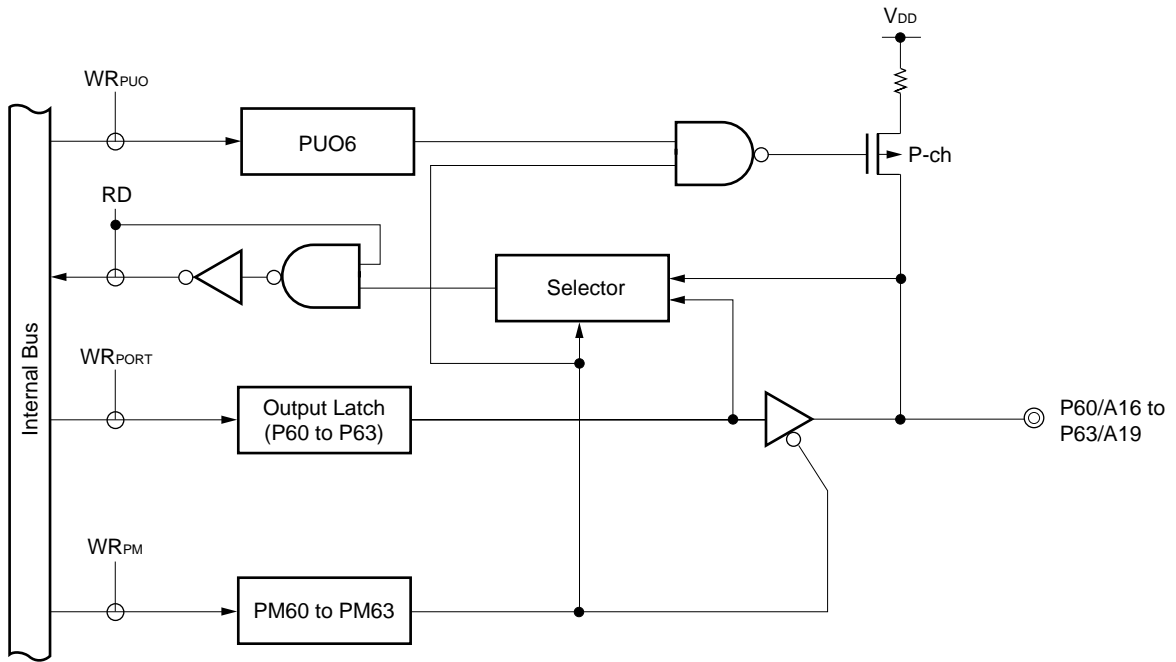 VDD
WRPUO
PUO6
P-ch
RD
Selector
Internal Bus
WRPORT
Output Latch
(P60 to P63)
P60/A16 to
P63/A19
WRPM
PM60 to PM63